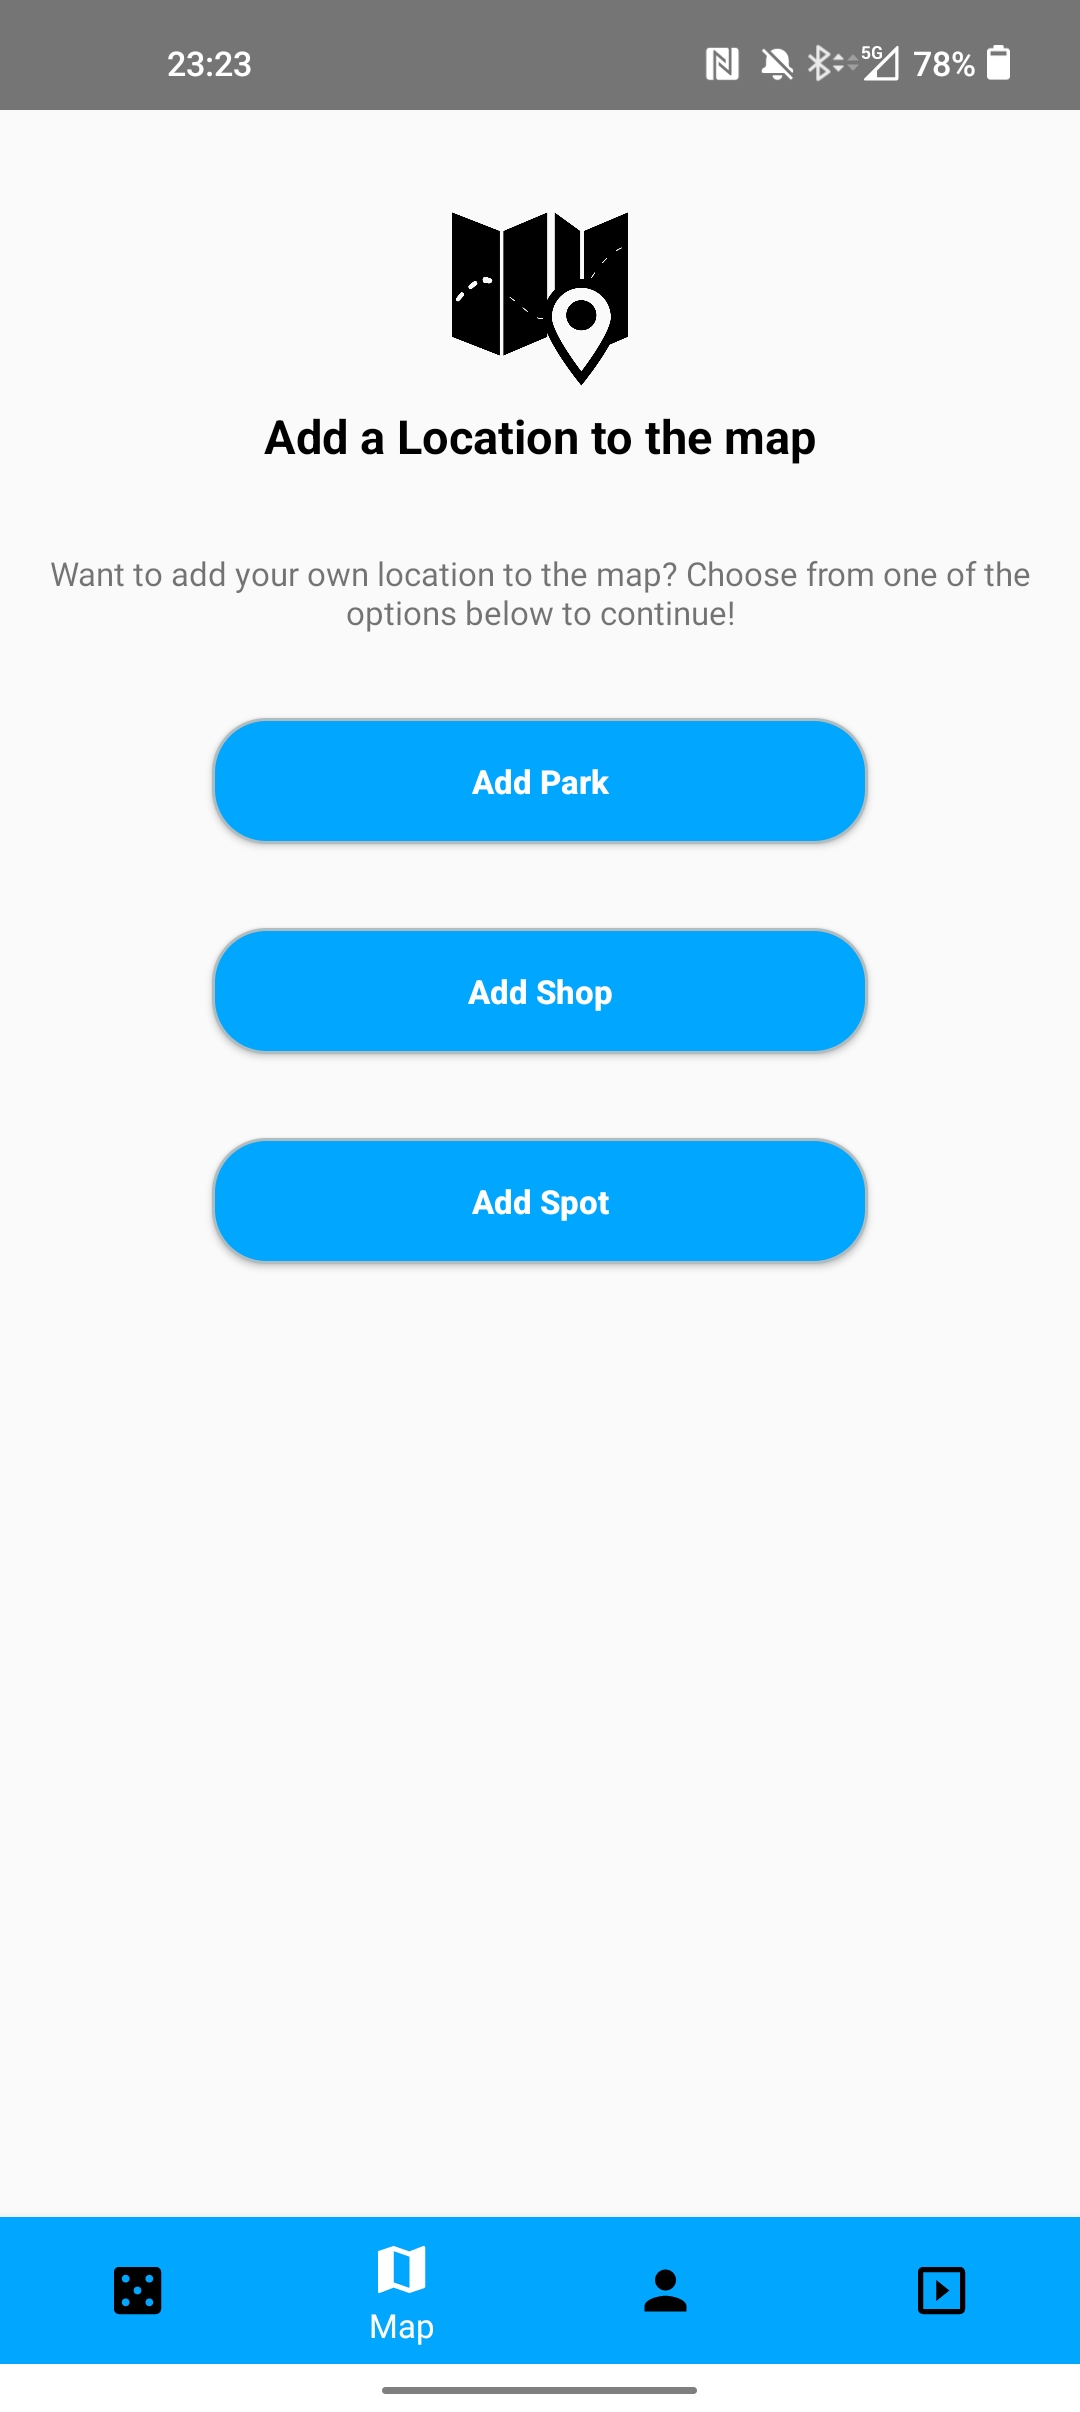 23:23
5G
78%
Add a Location to the map
Want to add your own location to the map? Choose from one of the
options below to continue!
Add Park
Add Shop
Add Spot
Map